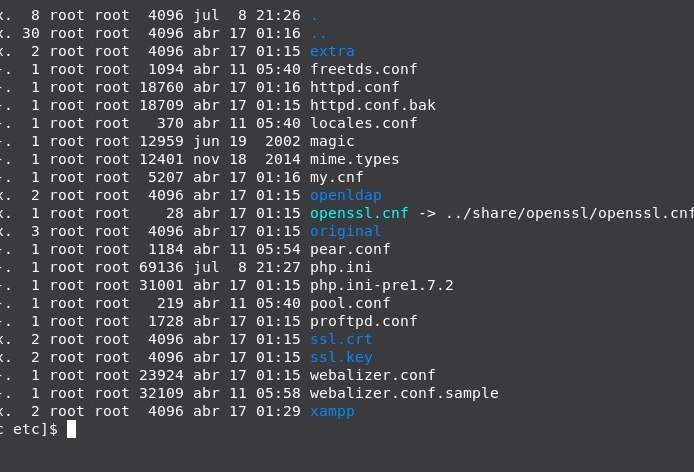 x.  8 root root  4096 jul  8 21:26 .
x. 30 root root  4096 abr 17 01:16 ..
x.  2 root root  4096 abr 17 01:15 extra
-.  1 root root  1094 abr 11 05:40 freetds.conf
-.  1 root root 18760 abr 17 01:16 httpd.conf
-.  1 root root 18709 abr 17 01:15 httpd.conf.bak
-.  1 root root   370 abr 11 05:40 locales.conf
-.  1 root root 12959 jun 19  2002 magic
-.  1 root root 12401 nov 18  2014 mime.types
-.  1 root root  5207 abr 17 01:16 my.cnf
x.  2 root root  4096 abr 17 01:15 openldap
x.  1 root root    28 abr 17 01:15 openssl.cnf -> ../share/openssl/openssl.cnf
x.  3 root root  4096 abr 17 01:15 original
-.  1 root root  1184 abr 11 05:54 pear.conf
-.  1 root root 69136 jul  8 21:27 php.ini
-.  1 root root 31001 abr 17 01:15 php.ini-pre1.7.2
-.  1 root root   219 abr 11 05:40 pool.conf
-.  1 root root  1728 abr 17 01:15 proftpd.conf
x.  2 root root  4096 abr 17 01:15 ssl.crt
x.  2 root root  4096 abr 17 01:15 ssl.key
-.  1 root root 23924 abr 17 01:15 webalizer.conf
-.  1 root root 32109 abr 11 05:58 webalizer.conf.sample
x.  2 root root  4096 abr 17 01:29 xampp
c etc]$